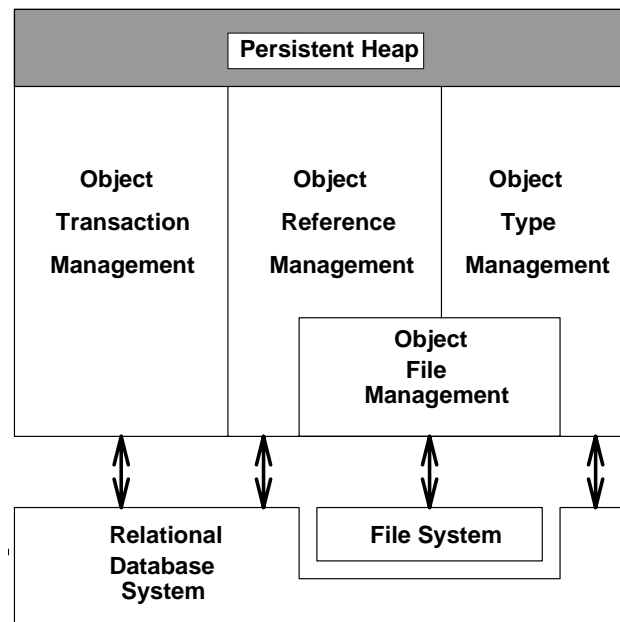 Persistent Heap
Object
Transaction
Management
Object
Reference
Management
Object
Type
Management
Object
File
Management
Relational
Database
System
File System